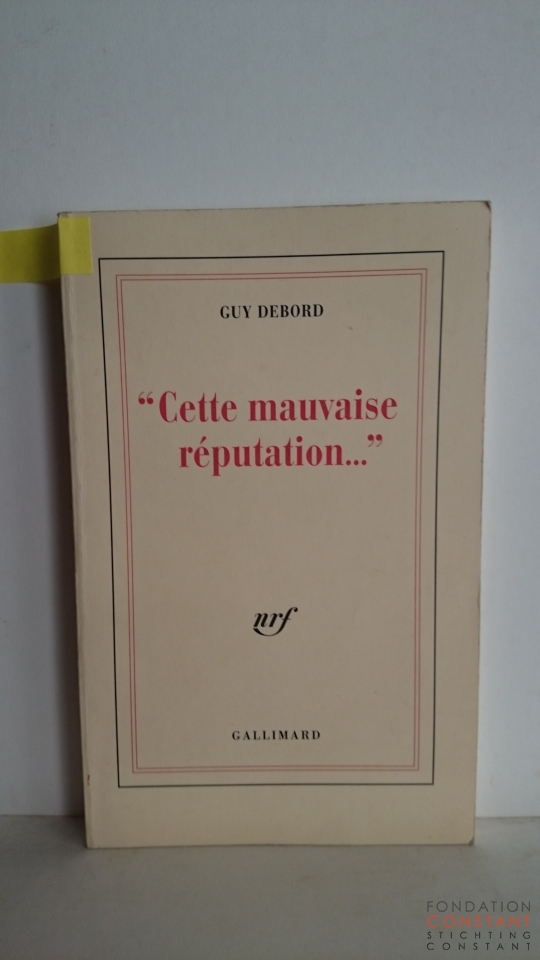 GUY DEBORD
“Cette mauvaise
réputation...”
nrf
GALLIMARD
FONDATION
CONSTANT
STICHTING
CONSTANT